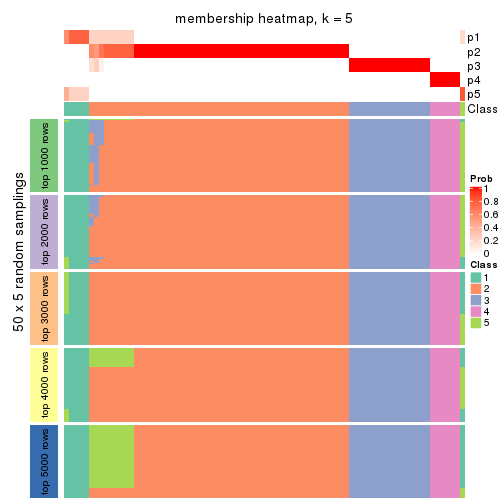 membership heatmap, k = 5
p1
p2
p3
p4
p5
Class
50 x 5 random samplings
top 1000 rows
top 2000 rows
top 3000 rows
top 4000 rows
top 5000 rows
Prob
1
0.8
0.6
0.4
0.2
0
Class
1
2
3
4
5